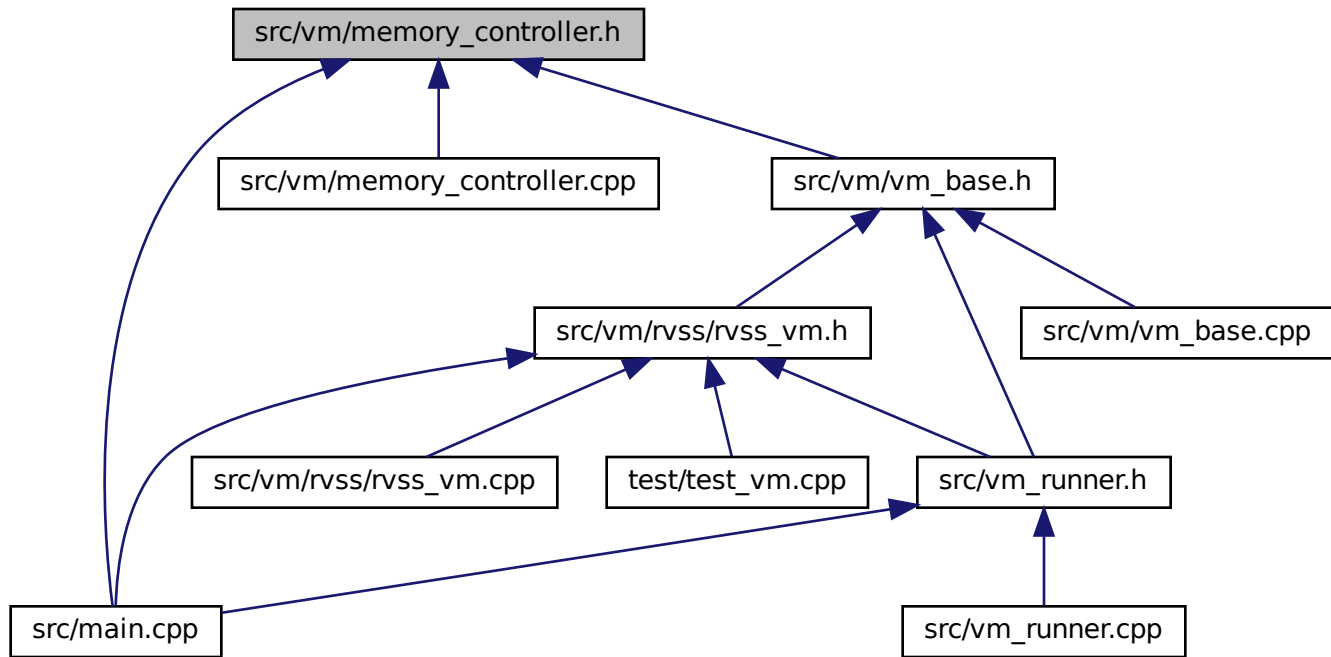 src/vm/memory_controller.h
src/vm/memory_controller.cpp
src/vm/vm_base.h
src/vm/rvss/rvss_vm.h
src/vm/vm_base.cpp
src/vm/rvss/rvss_vm.cpp
test/test_vm.cpp
src/vm_runner.h
src/main.cpp
src/vm_runner.cpp